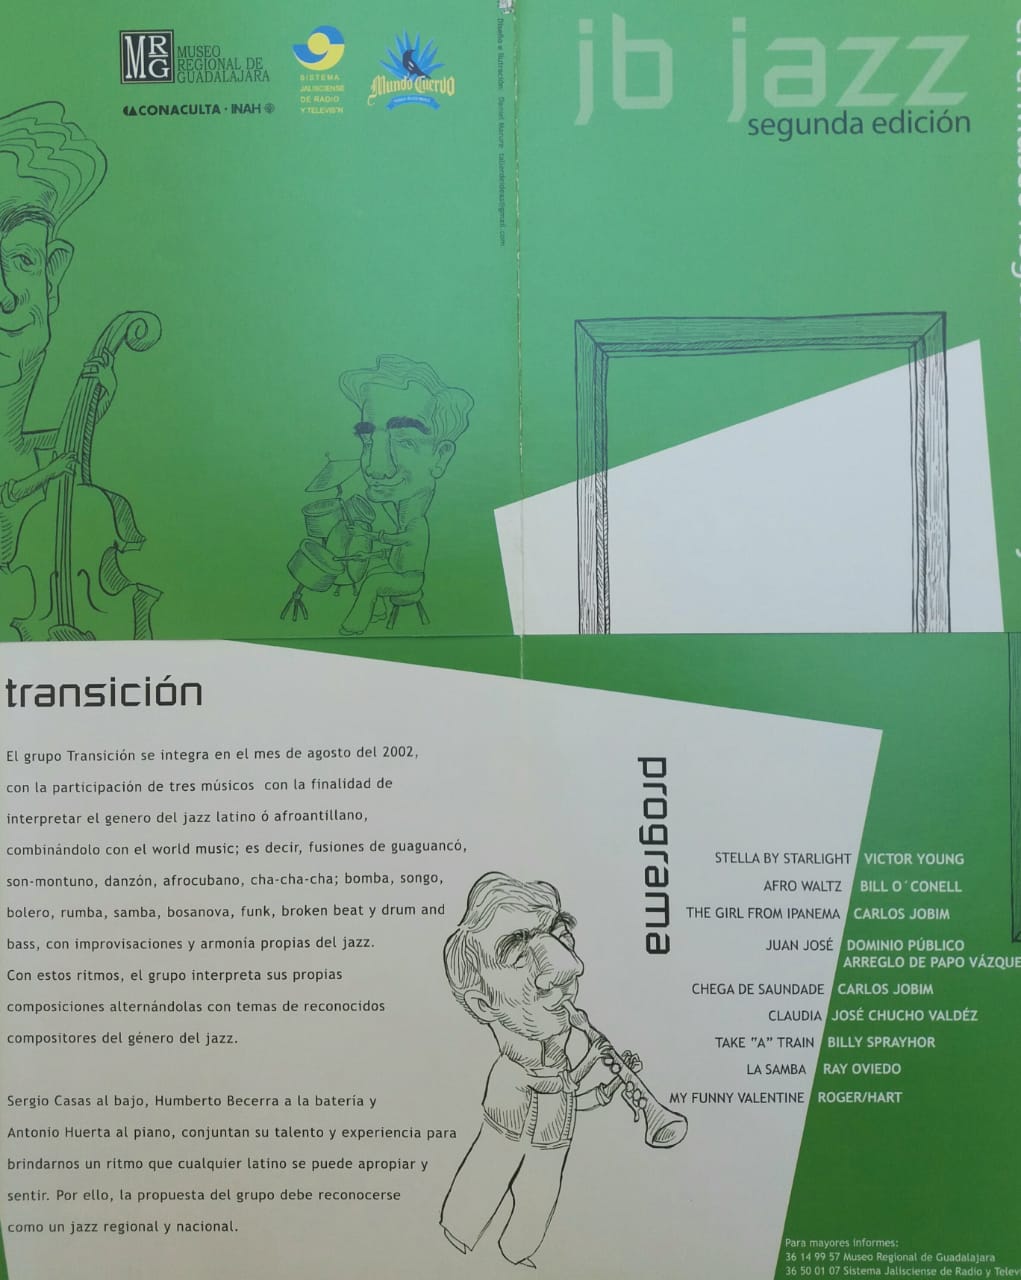 MRG
MUSEO
REGIONAL DE
GUADALAJARA
CONACULTA · INAH
SISTEMA
JALISCIENSE
DE RADIO
Y TELEVIS'N
Mundo Cuervo
jb jazz
segunda edición
transición
El grupo Transición se integra en el mes de agosto del 2002,
con la participación de tres músicos con la finalidad de
interpretar el genero del jazz latino ó afroantillano,
combinándolo con el world music; es decir, fusiones de guaguancó,
son-montuno, danzón, afrocubano, cha-cha-cha; bomba, songo,
bolero, rumba, samba, bosanova, funk, broken beat y drum and
bass, con improvisaciones y armonía propias del jazz.
Con estos ritmos, el grupo interpreta sus propias
composiciones alternándolas con temas de reconocidos
compositores del género del jazz.
Sergio Casas al bajo, Humberto Becerra a la batería y
Antonio Huerta al piano, conjuntan su talento y experiencia para
brindarnos un ritmo que cualquier latino se puede apropiar y
sentir. Por ello, la propuesta del grupo debe reconocerse
como un jazz regional y nacional.
programa
STELLA BY STARLIGHT VICTOR YOUNG
AFRO WALTZ BILL O´CONELL
THE GIRL FROM IPANEMA CARLOS JOBIM
JUAN JOSÉ DOMINIO PÚBLICO
ARREGLO DE PAPO VÁZQUE
CHEGA DE SAUNDADE CARLOS JOBIM
CLAUDIA JOSÉ CHUCHO VALDÉZ
TAKE "A" TRAIN BILLY SPRAYHOR
LA SAMBA RAY OVIEDO
MY FUNNY VALENTINE ROGER/HART
Para mayores informes:
36 14 99 57 Museo Regional de Guadalajara
36 50 01 07 Sistema Jalisciense de Radio y Telev